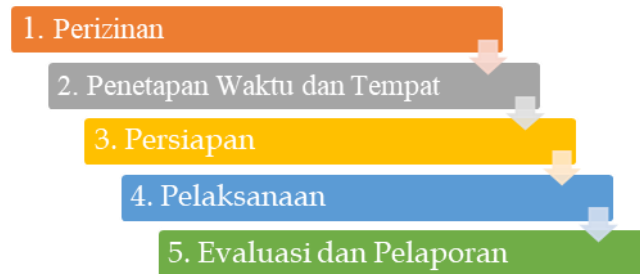 1. Perizinan
2. Penetapan Waktu dan Tempat
3. Persiapan
4. Pelaksanaan
5. Evaluasi dan Pelaporan